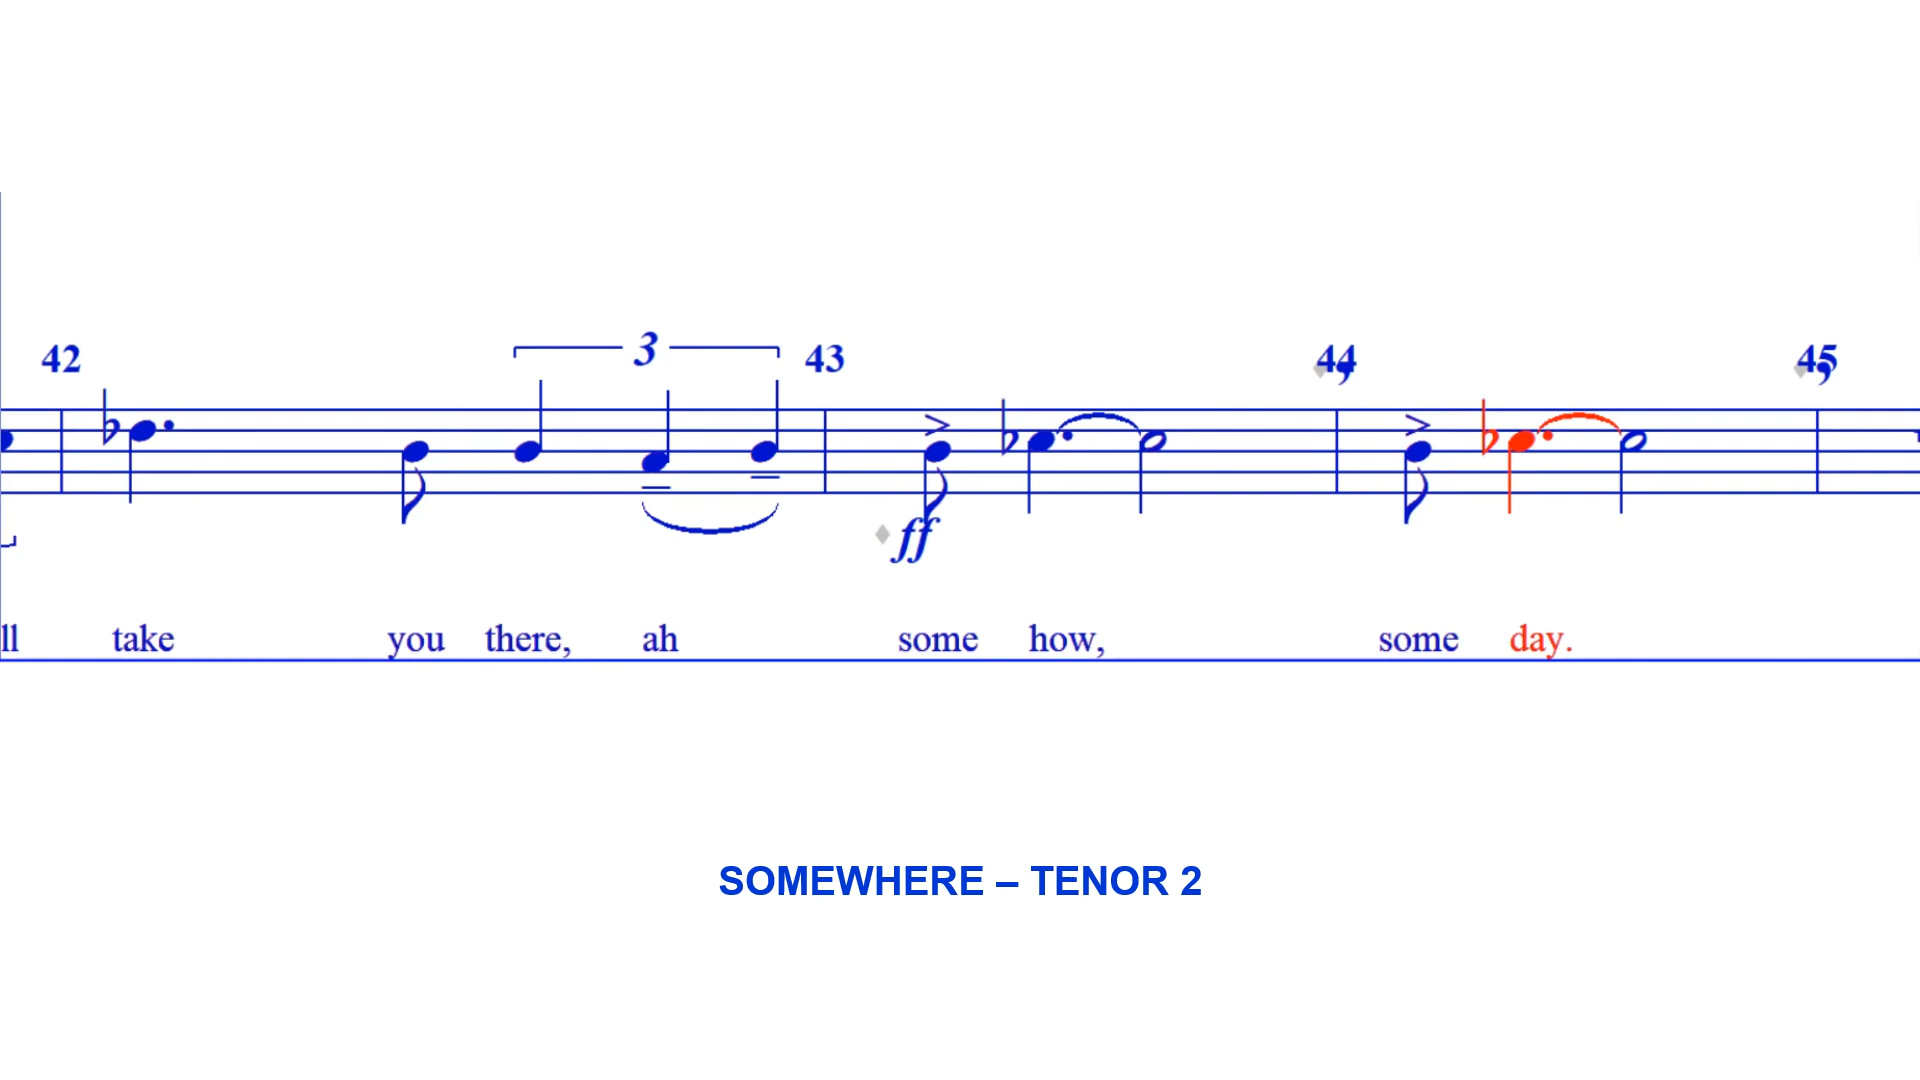 3
42 43 44 45
ff
ll take you there, ah some how, some day.
SOMEWHERE – TENOR 2